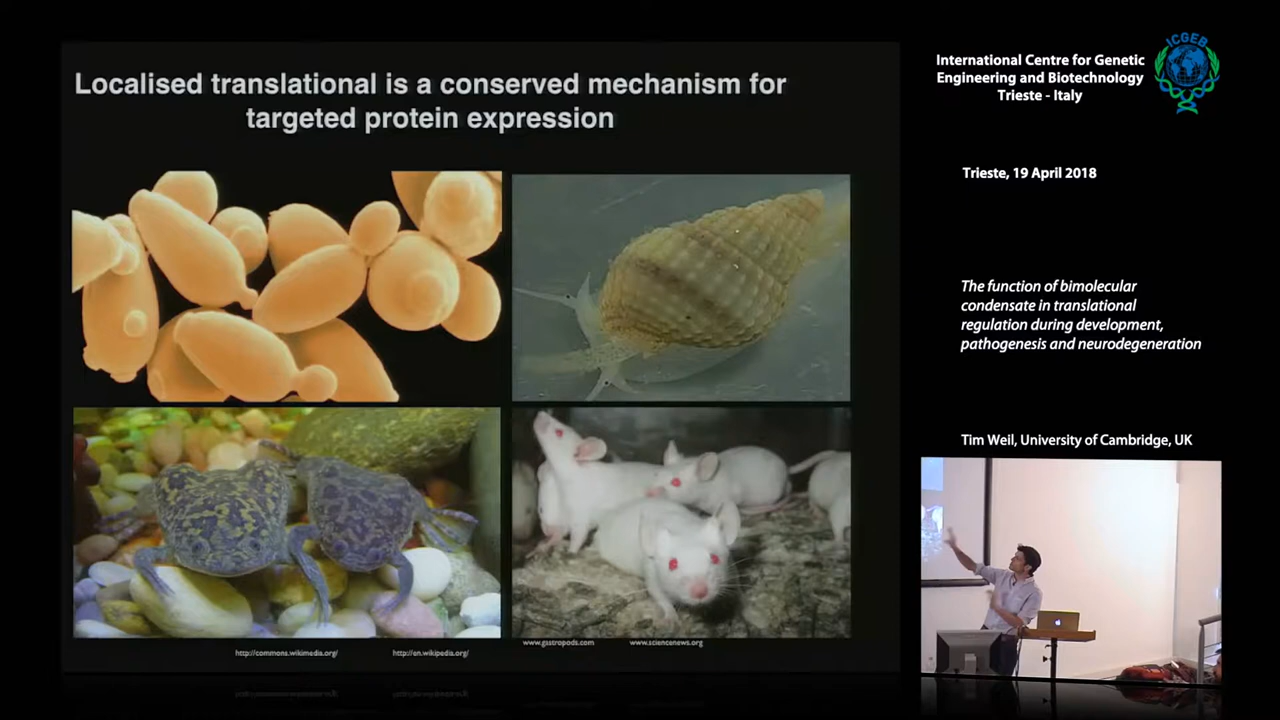 Localised translational is a conserved mechanism for
targeted protein expression
http://commons.wikimedia.org/
http://en.wikipedia.org/
www.gastropods.com
www.sciencenews.org
International Centre for Genetic
Engineering and Biotechnology
Trieste - Italy
ICGEB
Trieste, 19 April 2018
The function of bimolecular
condensate in translational
regulation during development,
pathogenesis and neurodegeneration
Tim Weil, University of Cambridge, UK